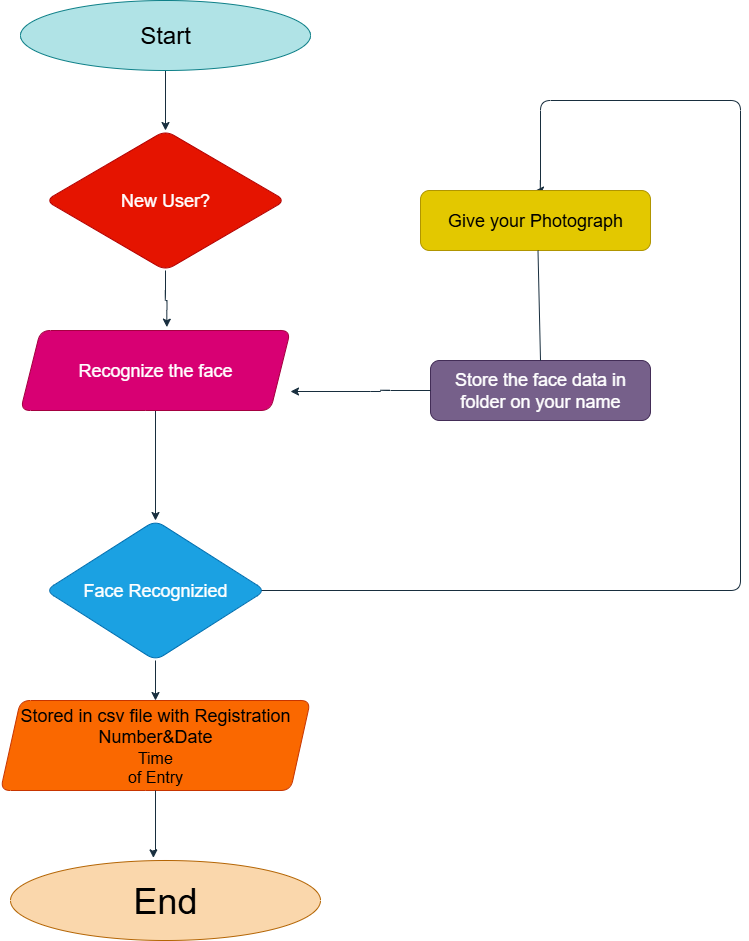 Start
New User?
Give your Photograph
Recognize the face
Store the face data in
folder on your name
Face Recognizied
Stored in csv file with Registration
Number&Date
Time
of Entry
End